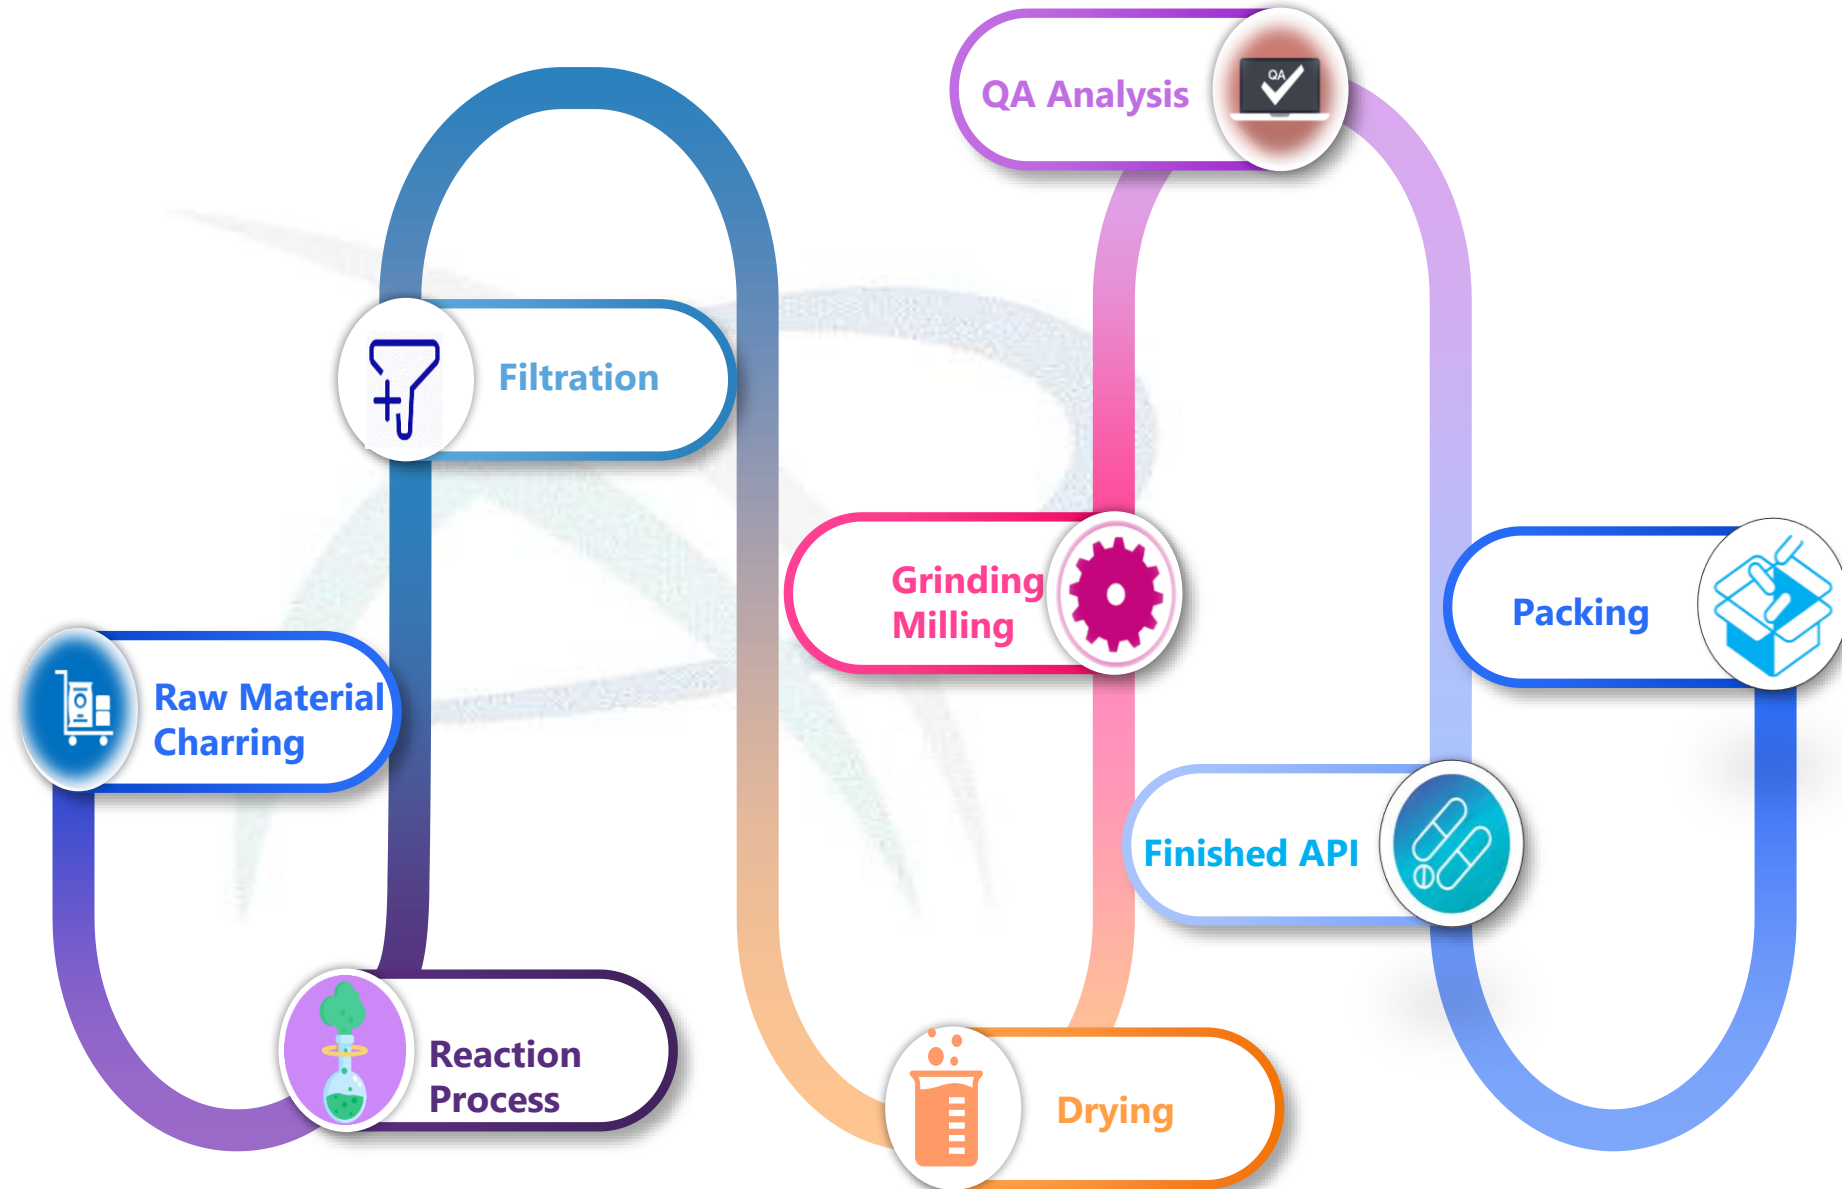 Raw Material
Charring
Reaction
Process
Filtration
Drying
Grinding
Milling
QA Analysis
QA
Finished API
Packing